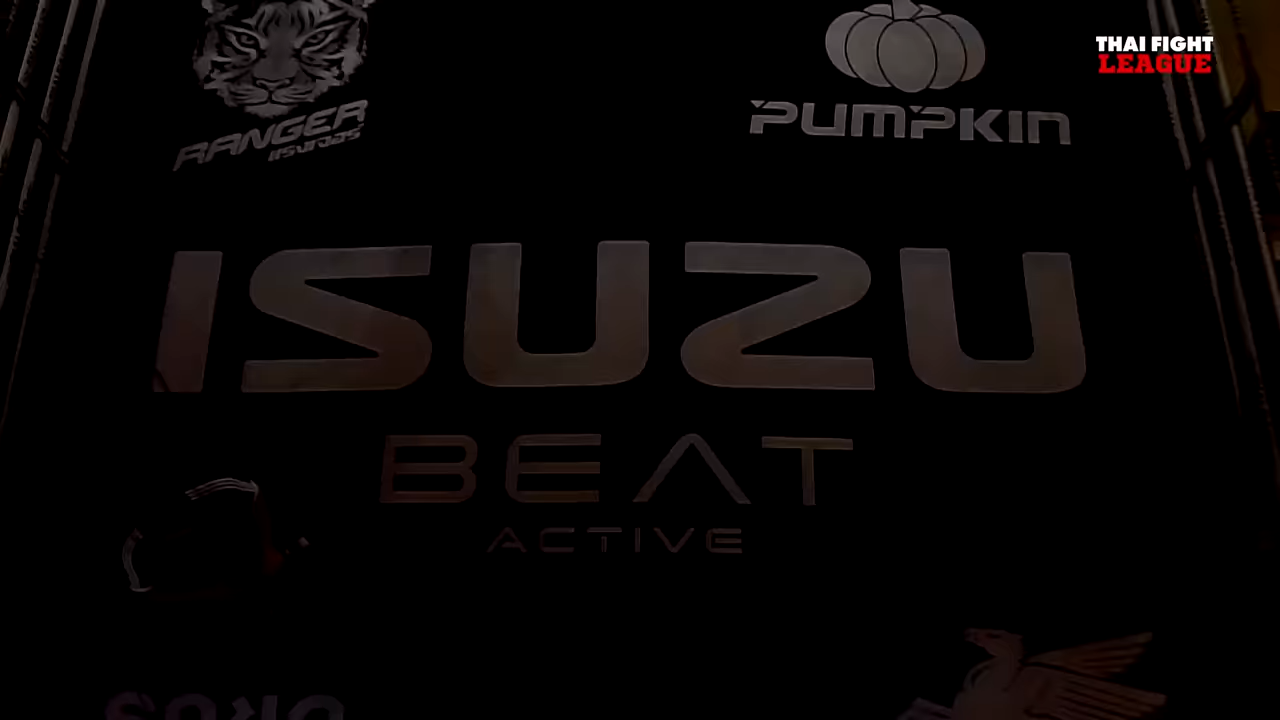 THAI FIGHT
LEAGUE
RANGER
PUMPKIN
ISUZU
BEAT
ACTIVE